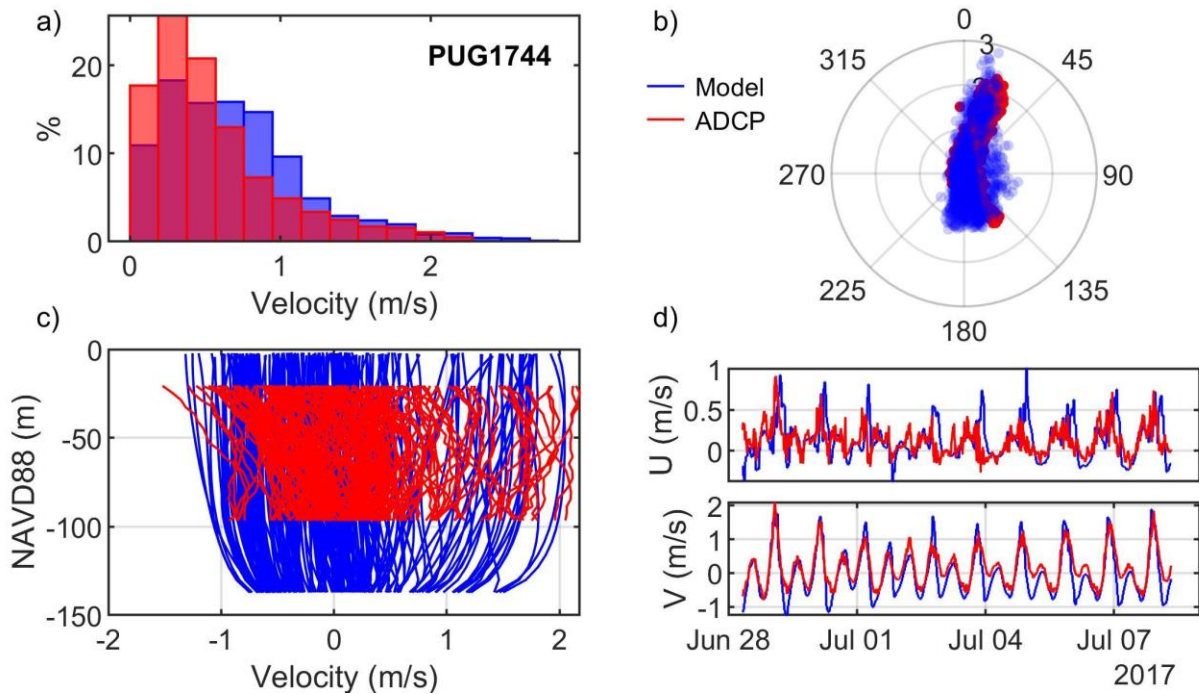 a)
PUG1744
%
20
10
0
0
1
2
Velocity (m/s)
b)
Model
ADCP
0
45
90
135
180
225
270
315
3
c)
NAVD88 (m)
0
-50
-100
-150
-2
-1
0
1
2
Velocity (m/s)
d)
U (m/s)
1
0.5
0
V (m/s)
2
1
0
-1
Jun 28
Jul 01
Jul 04
Jul 07
2017